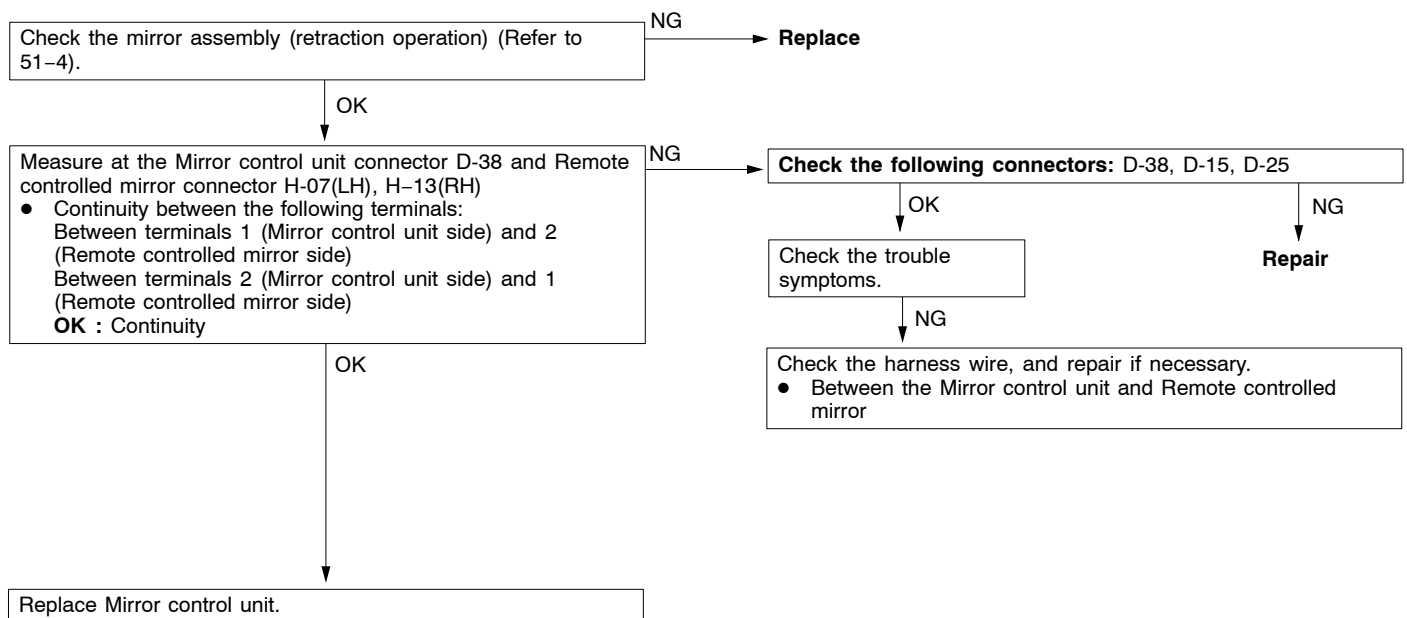 Check the mirror assembly (retraction operation) (Refer to
51−4).
NG
Replace
OK
Measure at the Mirror control unit connector D-38 and Remote
controlled mirror connector H-07(LH), H−13(RH)
● Continuity between the following terminals:
Between terminals 1 (Mirror control unit side) and 2
(Remote controlled mirror side)
Between terminals 2 (Mirror control unit side) and 1
(Remote controlled mirror side)
OK : Continuity
NG
Check the following connectors: D-38, D-15, D-25
OK
NG
Check the trouble
symptoms.
Repair
NG
Check the harness wire, and repair if necessary.
● Between the Mirror control unit and Remote controlled
mirror
OK
Replace Mirror control unit.